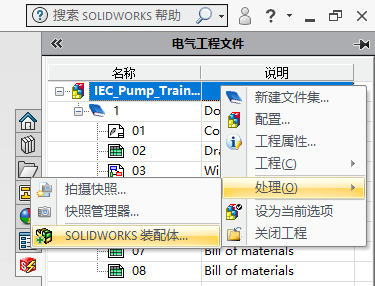 搜索 SOLIDWORKS 帮助
电气工程文件
名称 说明
IEC_Pump_Train...
1 Do
01 Co
02 Dra
03 Wi
07 Bill of materials
08 Bill of materials
新建文件集...
配置...
工程属性...
工程(C)
处理(O)
设为当前选项
关闭工程
拍摄快照...
快照管理器...
SOLIDWORKS 装配体...